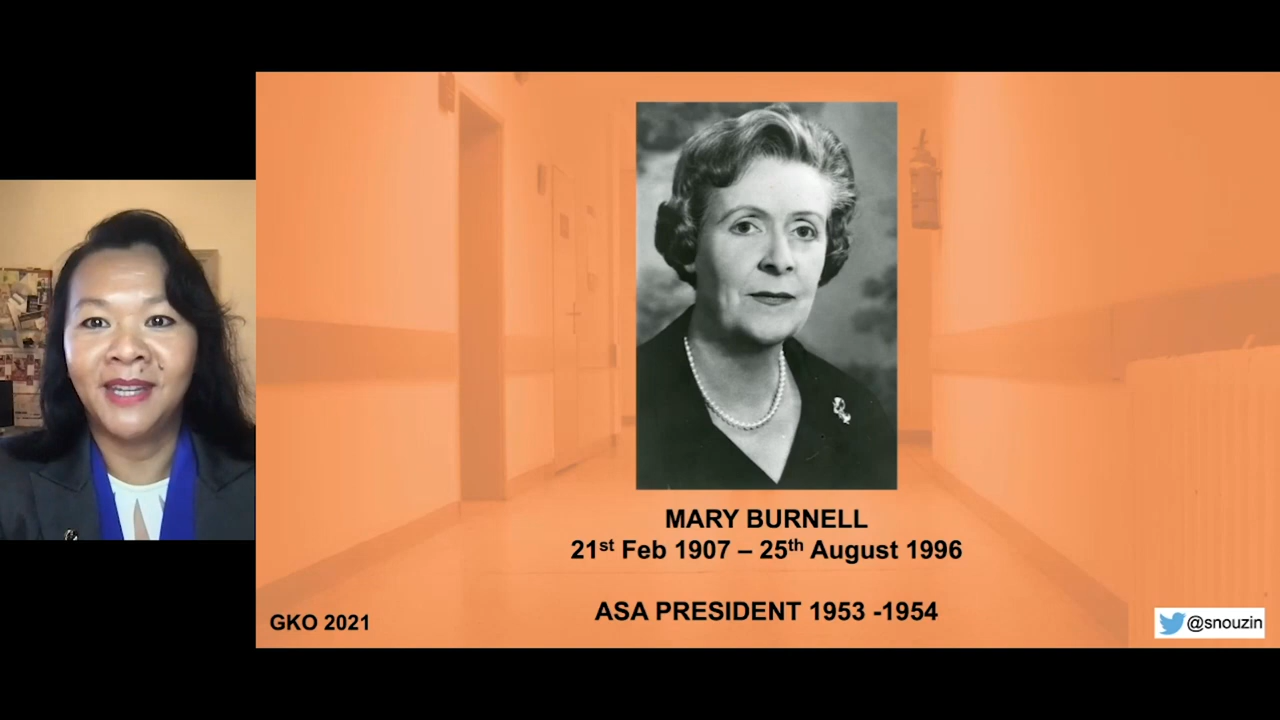 MARY BURNELL
21st Feb 1907 – 25th August 1996
ASA PRESIDENT 1953 -1954
GKO 2021
@snouzin